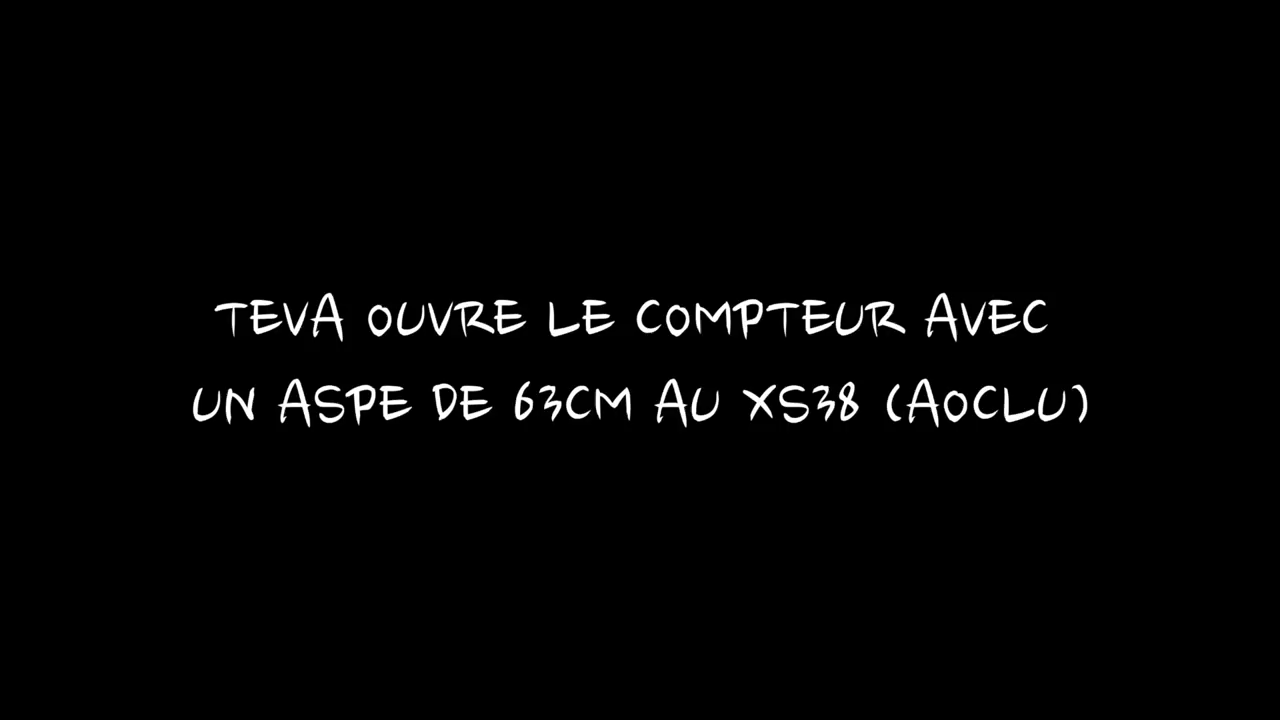 TEVA OUVRE LE COMPTEUR AVEC
UN ASPE DE 63CM AU XS38 (AOCLU)